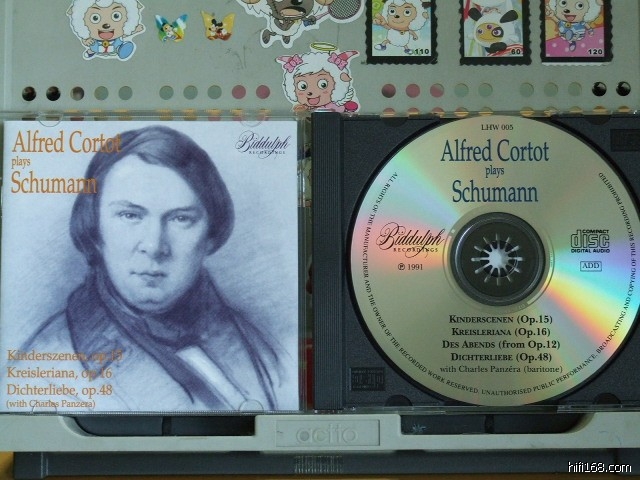 110
80
120
Alfred Cortot
plays
Schumann
Biddulph
RECORDINGS
Kinderszenen, op.15
Kreisleriana, op.16
Dichterliebe, op.48
(with Charles Panzéra)
LHW 005
Alfred Cortot
plays
Schumann
Biddulph
RECORDINGS
℗ 1991
COMPACT
disc
DIGITAL AUDIO
ADD
KINDERSCENEN (Op.15)
KREISLERIANA (Op.16)
DES ABENDS (from Op.12)
DICHTERLIEBE (Op.48)
with Charles Panzéra (baritone)
ALL RIGHTS OF THE MANUFACTURER AND THE OWNER OF THE RECORDED WORK RESERVED. UNAUTHORISED PUBLIC PERFORMANCE, BROADCASTING AND COPYING OF THIS RECORDING PROHIBITED
actto
hifi168.com